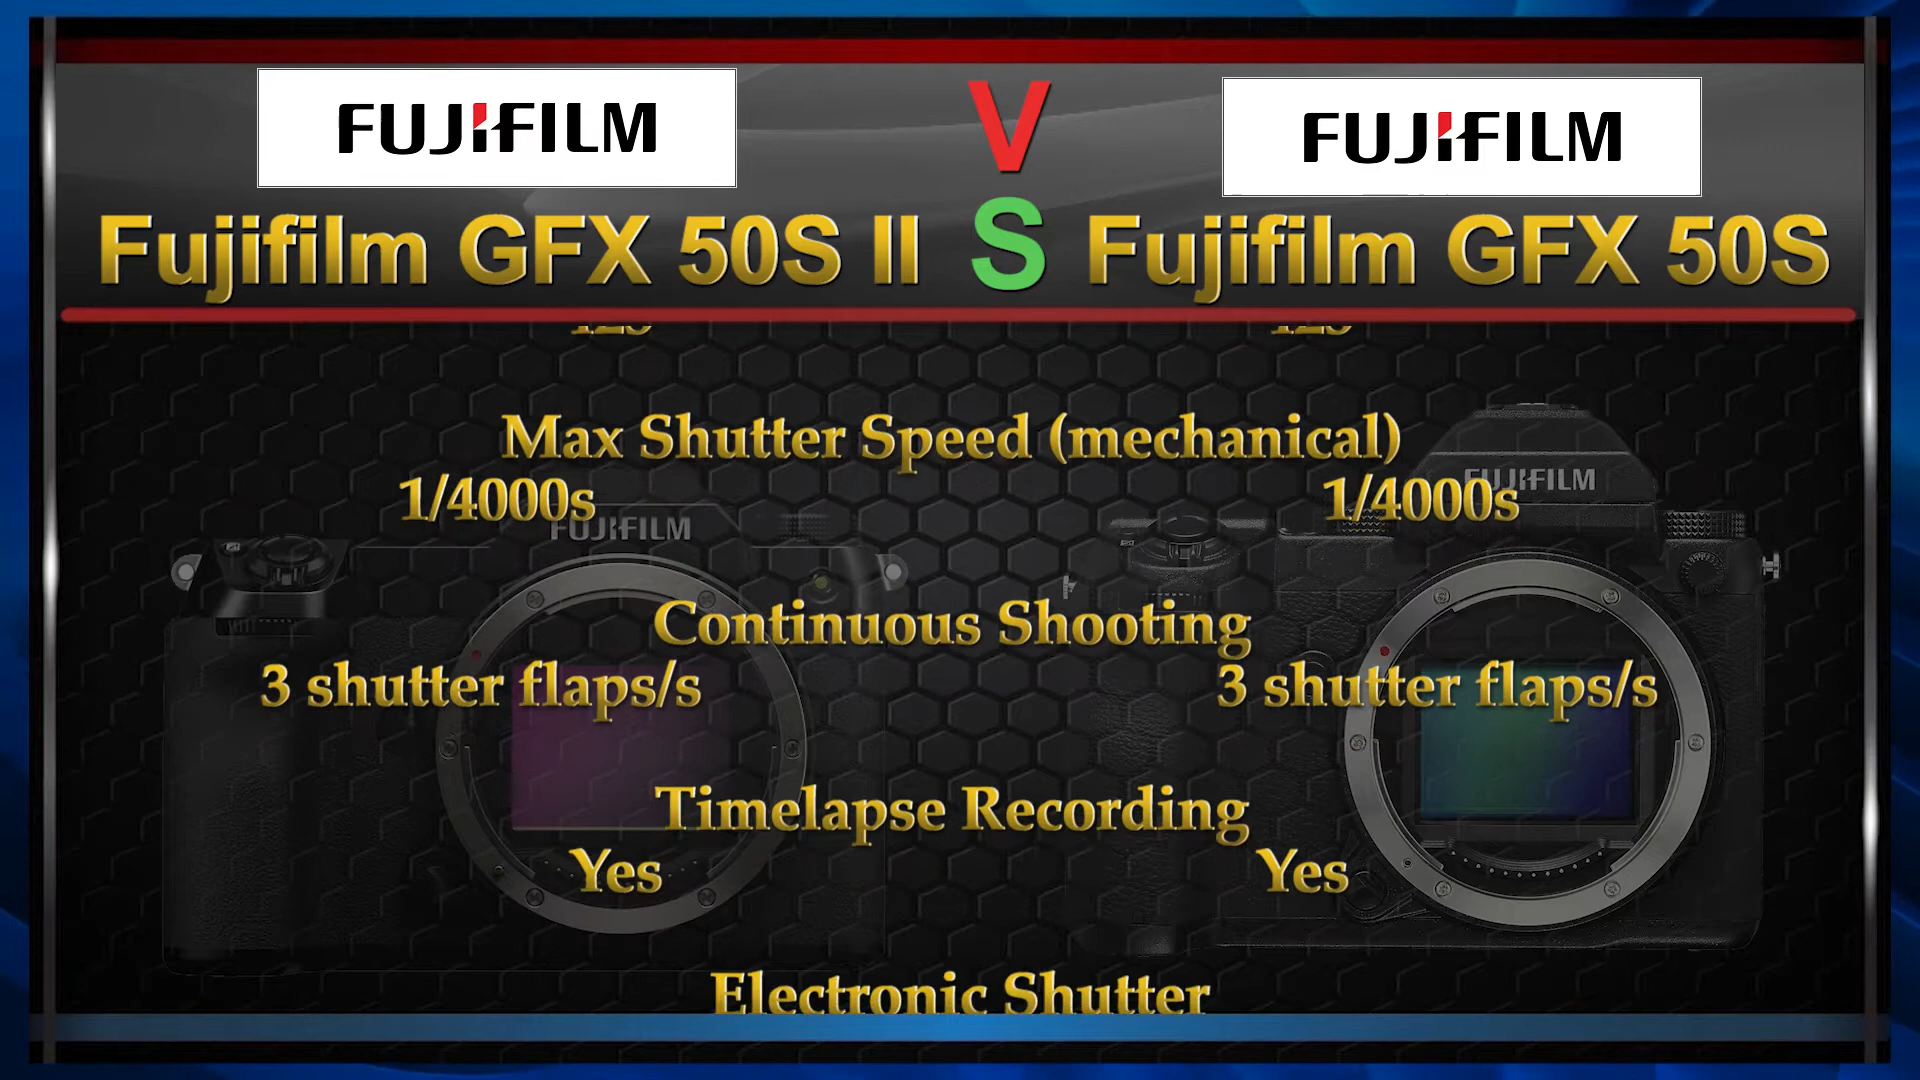 FUJIFILM
V
FUJIFILM
Fujifilm GFX 50S II
S
Fujifilm GFX 50S
Max Shutter Speed (mechanical)
1/4000s
1/4000s
FUJIFILM
FUJIFILM
Continuous Shooting
3 shutter flaps/s
3 shutter flaps/s
Timelapse Recording
Yes
Yes
Electronic Shutter